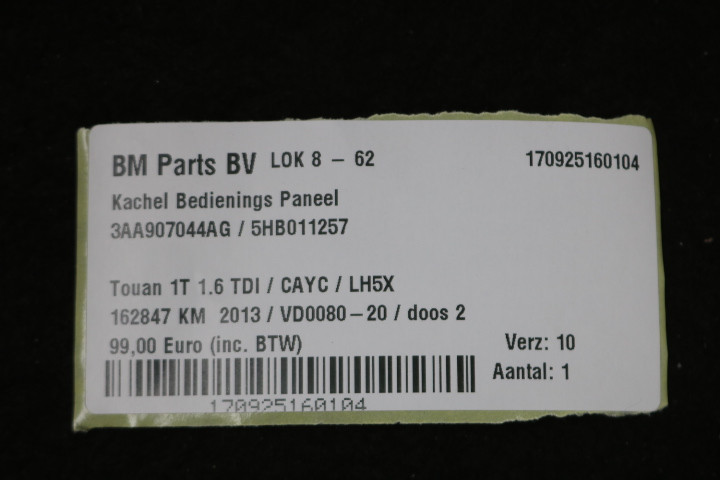 BM Parts BV LOK 8 – 62 170925160104
Kachel Bedienings Paneel
3AA907044AG / 5HB011257
Touan 1T 1.6 TDI / CAYC / LH5X
162847 KM 2013 / VD0080–20 / doos 2
99,00 Euro (inc. BTW) Verz: 10
Aantal: 1
170925160104